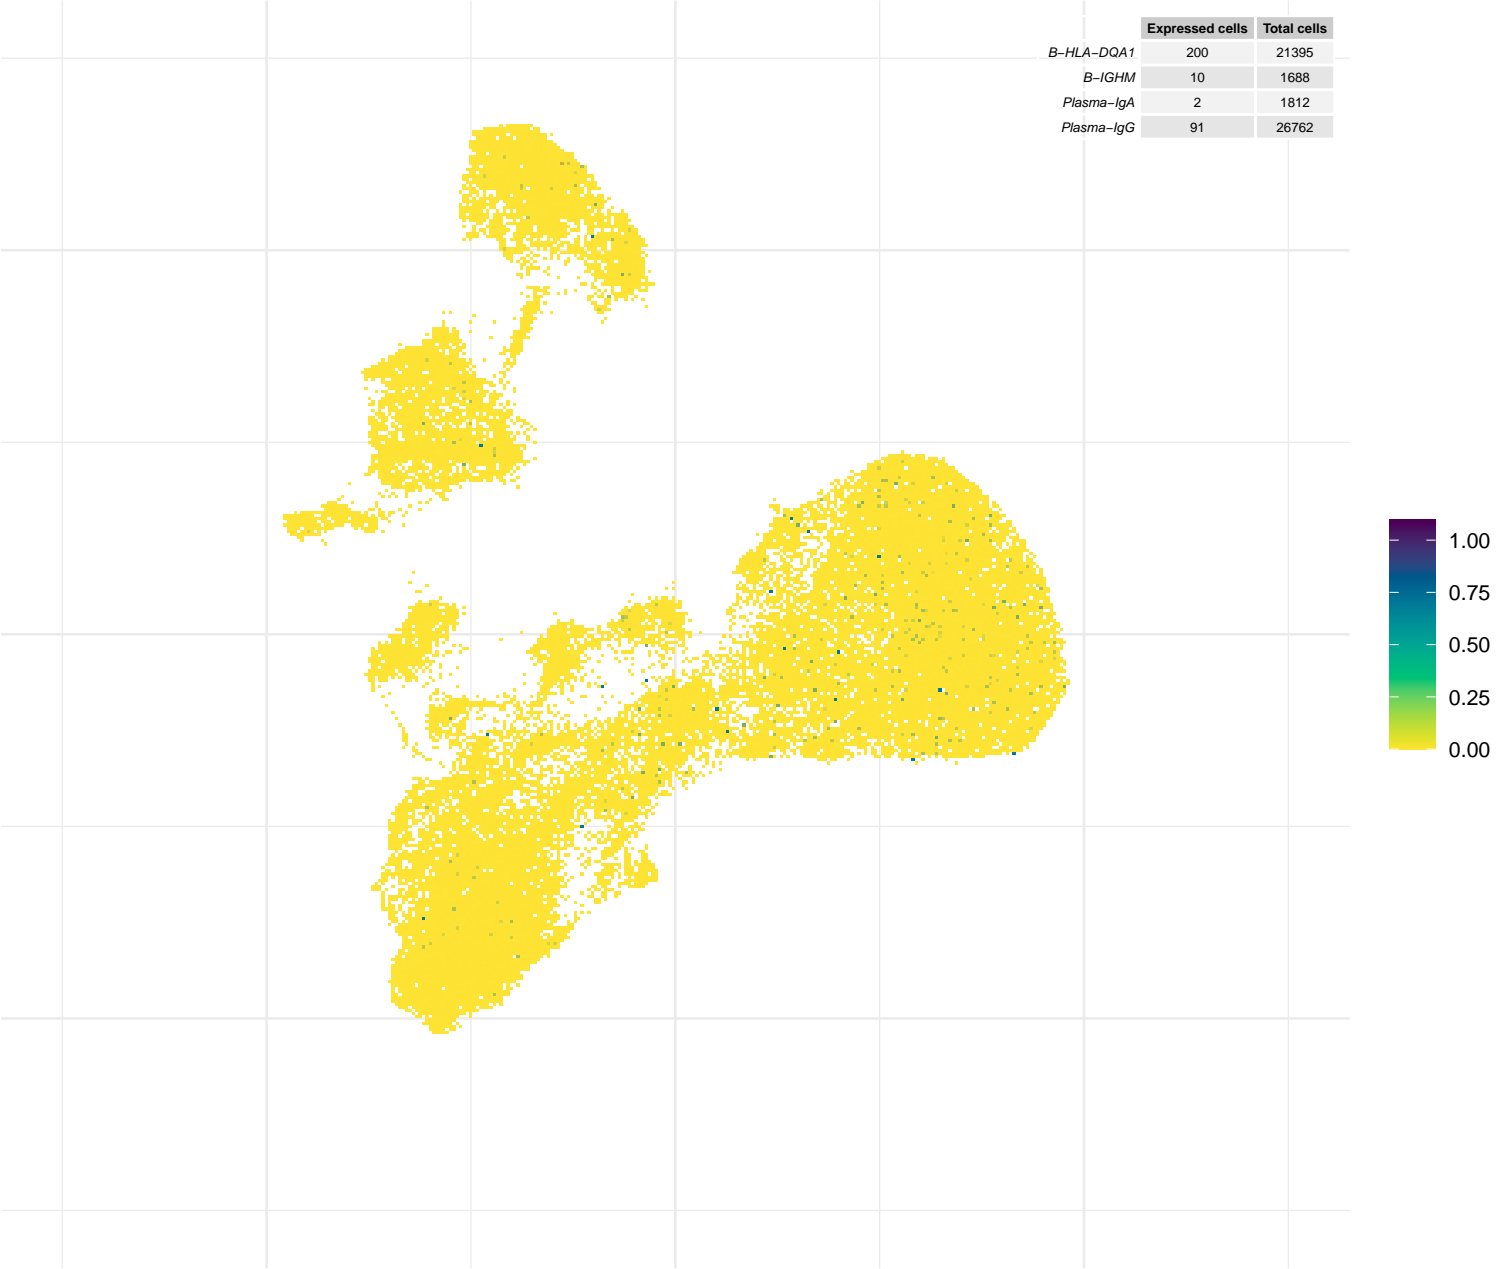 Expressed cells Total cells
B−HLA−DQA1 200 21395
B−IGHM 10 1688
Plasma−IgA 2 1812
Plasma−IgG 91 26762
1.00
0.75
0.50
0.25
0.00